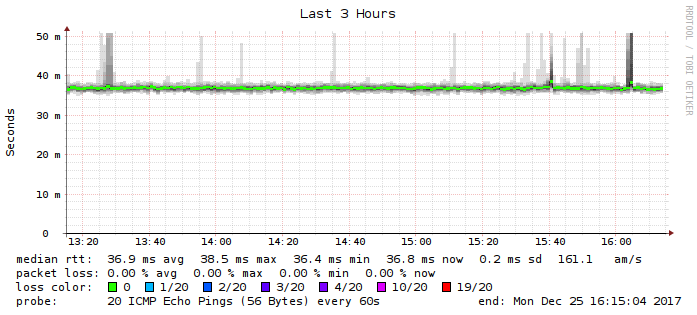 Last 3 Hours
RRDTOOL / TOBI OETIKER
Seconds
50 m
40 m
30 m
20 m
10 m
0
13:20 13:40 14:00 14:20 14:40 15:00 15:20 15:40 16:00
median rtt: 36.9 ms avg 38.5 ms max 36.4 ms min 36.8 ms now 0.2 ms sd 161.1 am/s
packet loss: 0.00 % avg 0.00 % max 0.00 % min 0.00 % now
loss color: 0 1/20 2/20 3/20 4/20 10/20 19/20
probe: 20 ICMP Echo Pings (56 Bytes) every 60s end: Mon Dec 25 16:15:04 2017